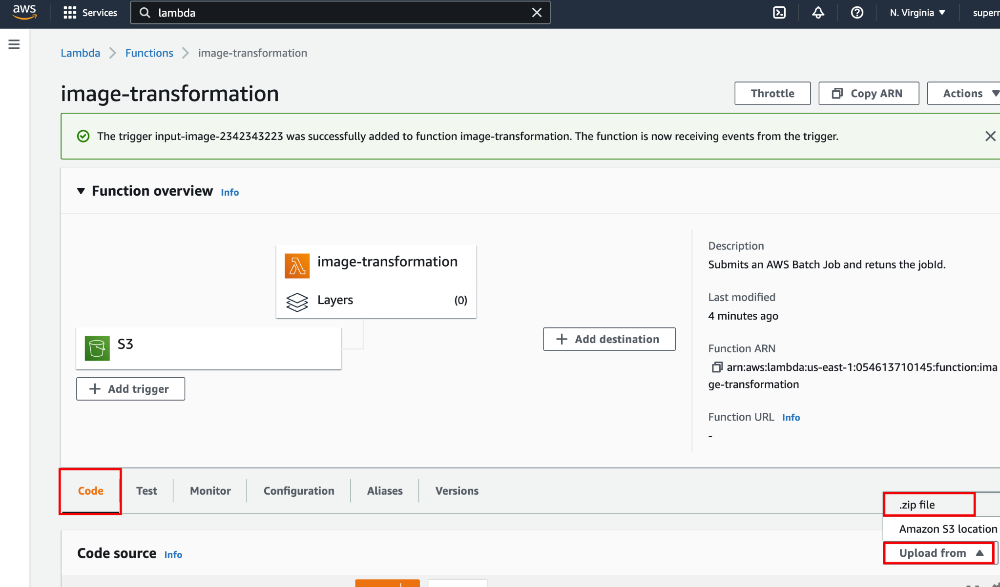 aws
Services
lambda
N. Virginia
Lambda
Functions
image-transformation
image-transformation
Throttle
Copy ARN
Actions
The trigger input-image-2342343223 was successfully added to function image-transformation. The function is now receiving events from the trigger.
Function overview Info
image-transformation
Layers (0)
S3
Add trigger
Add destination
Description
Submits an AWS Batch Job and retuns the jobId.
Last modified
4 minutes ago
Function ARN
arn:aws:lambda:us-east-1:054613710145:function:ima
ge-transformation
Function URL Info
-
Code
Test
Monitor
Configuration
Aliases
Versions
.zip file
Amazon S3 location
Upload from
Code source Info